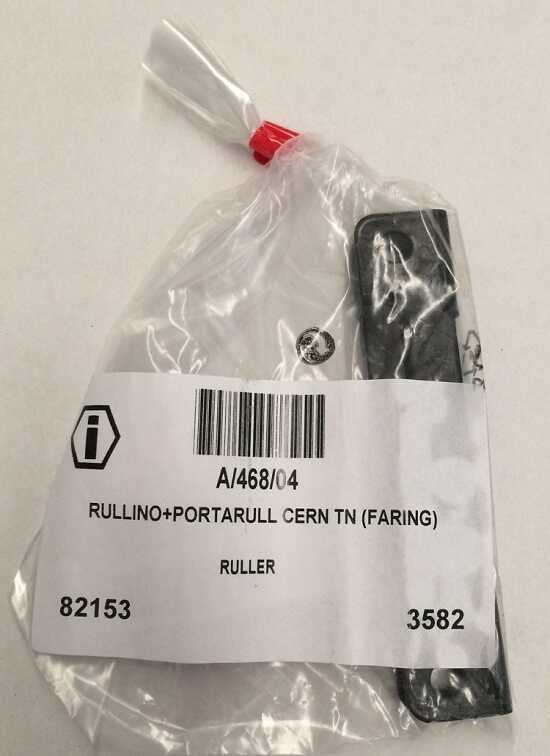 i
A/468/04
RULLINO+PORTARULL CERN TN (FARING)
RULLER
82153
3582